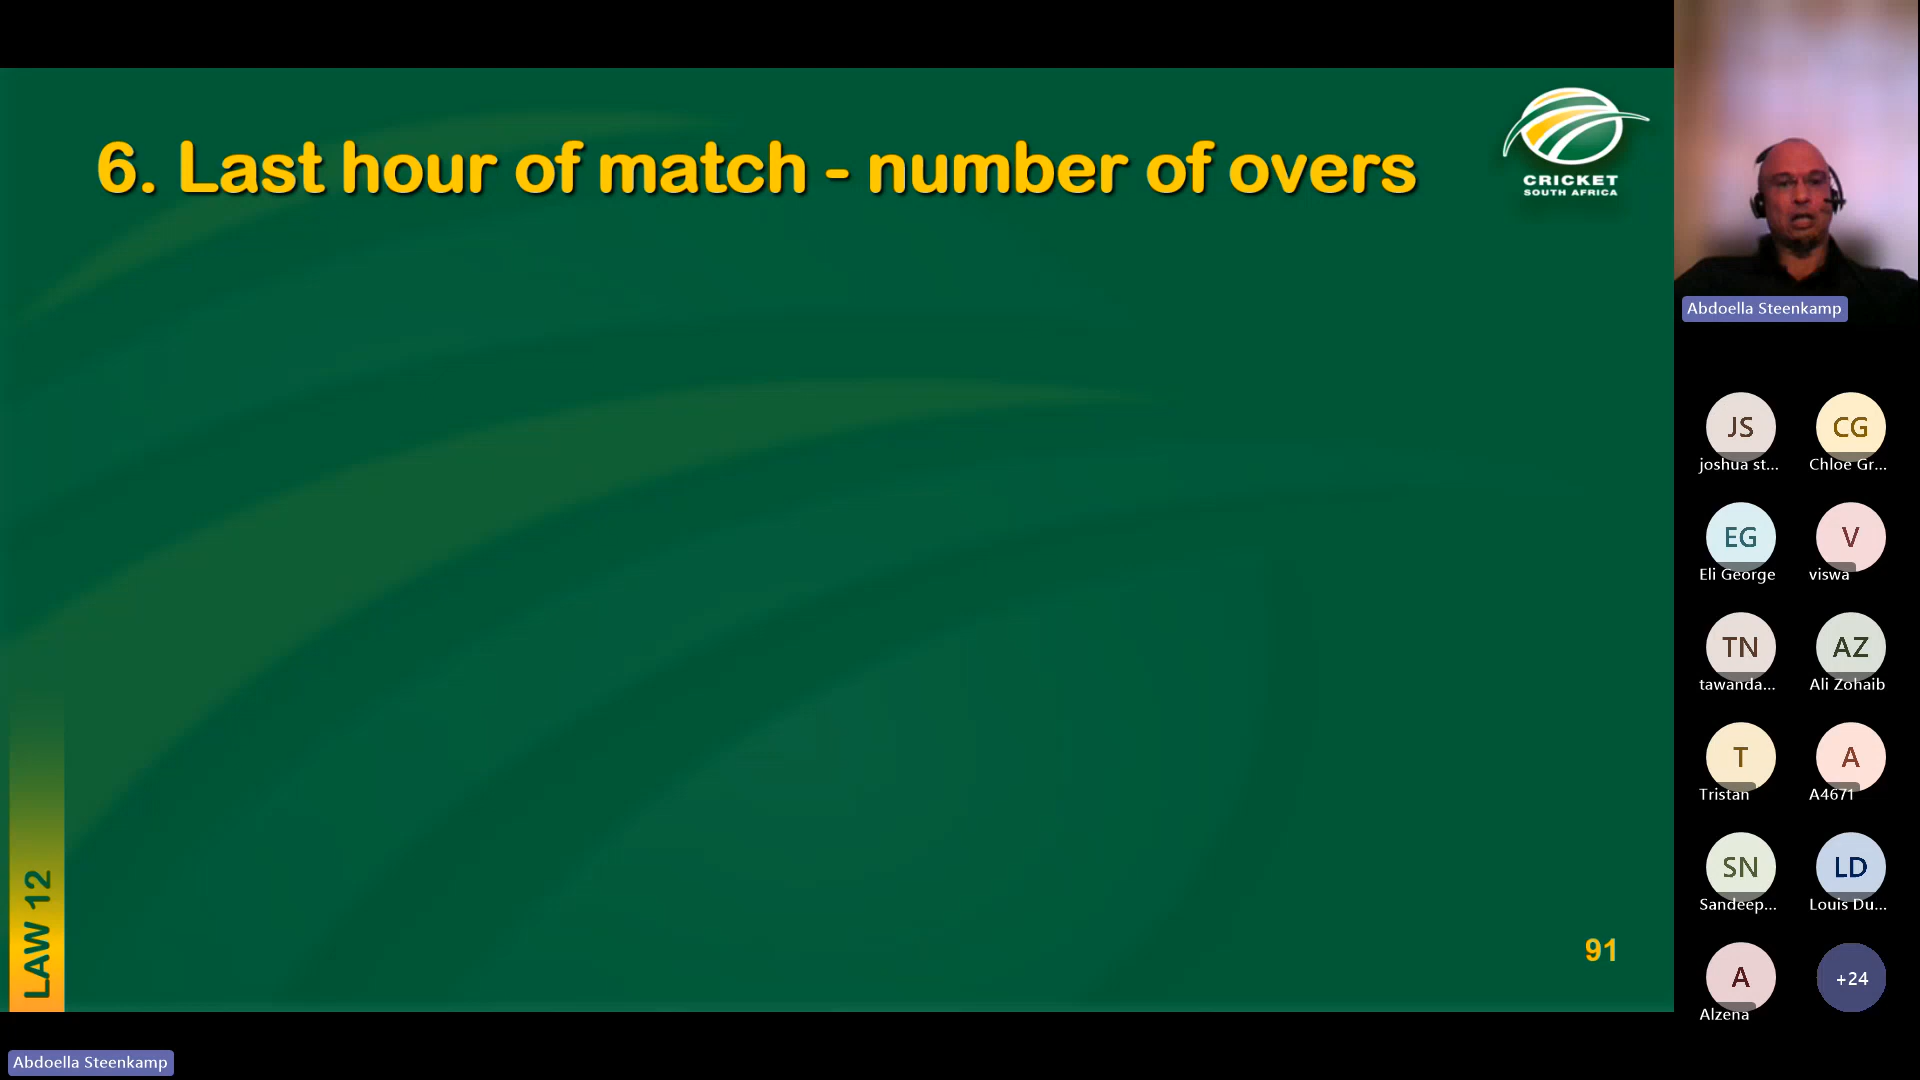 6. Last hour of match - number of overs
CRICKET
SOUTH AFRICA
LAW 12
91
Abdoella Steenkamp
JS
joshua st...
CG
Chloe Gr...
EG
Eli George
V
viswa
TN
tawanda...
AZ
Ali Zohaib
T
Tristan
A
A4671
SN
Sandeep...
LD
Louis Du...
A
Alzena
+24
Abdoella Steenkamp